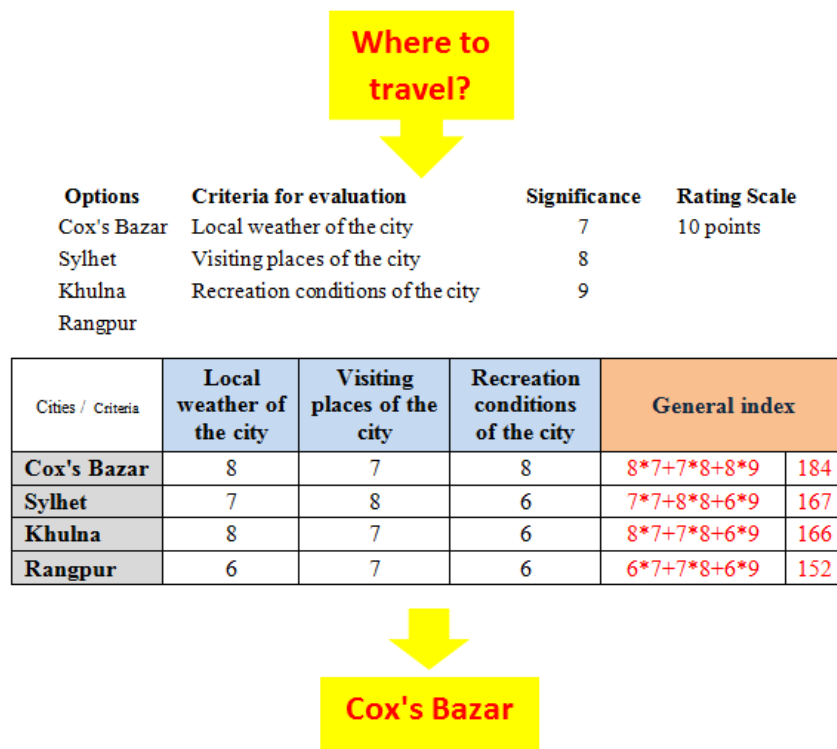 Where to
travel?
Options Criteria for evaluation Significance Rating Scale
Cox's Bazar Local weather of the city 7 10 points
Sylhet Visiting places of the city 8
Khulna Recreation conditions of the city 9
Rangpur
Cities / Criteria Local weather of the city Visiting places of the city Recreation conditions of the city General index
Cox's Bazar 8 7 8 8*7+7*8+8*9 184
Sylhet 7 8 6 7*7+8*8+6*9 167
Khulna 8 7 6 8*7+7*8+6*9 166
Rangpur 6 7 6 6*7+7*8+6*9 152
Cox's Bazar